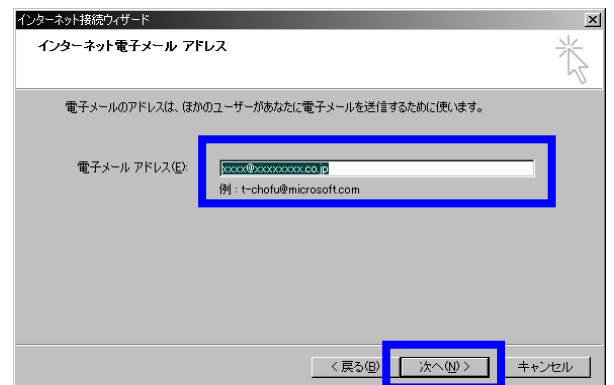 インターネット接続ウィザード
インターネット電子メール アドレス
電子メールのアドレスは、ほかのユーザーがあなたに電子メールを送信するために使います。
電子メール アドレス(E):
xxxx@xxxxxxxx.co.jp
例 : t-chofu@microsoft.com
< 戻る(B)
次へ(N) >
キャンセル